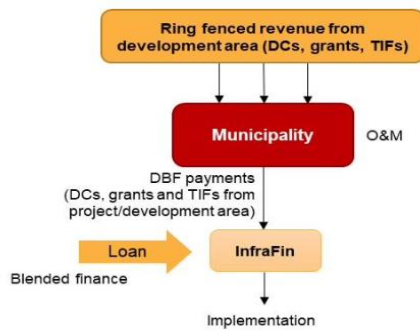 Ring fenced revenue from
development area (DCs, grants, TIFs)
Municipality
O&M
DBF payments
(DCs, grants and TIFs from
project/development area)
Loan
InfraFin
Blended finance
Implementation